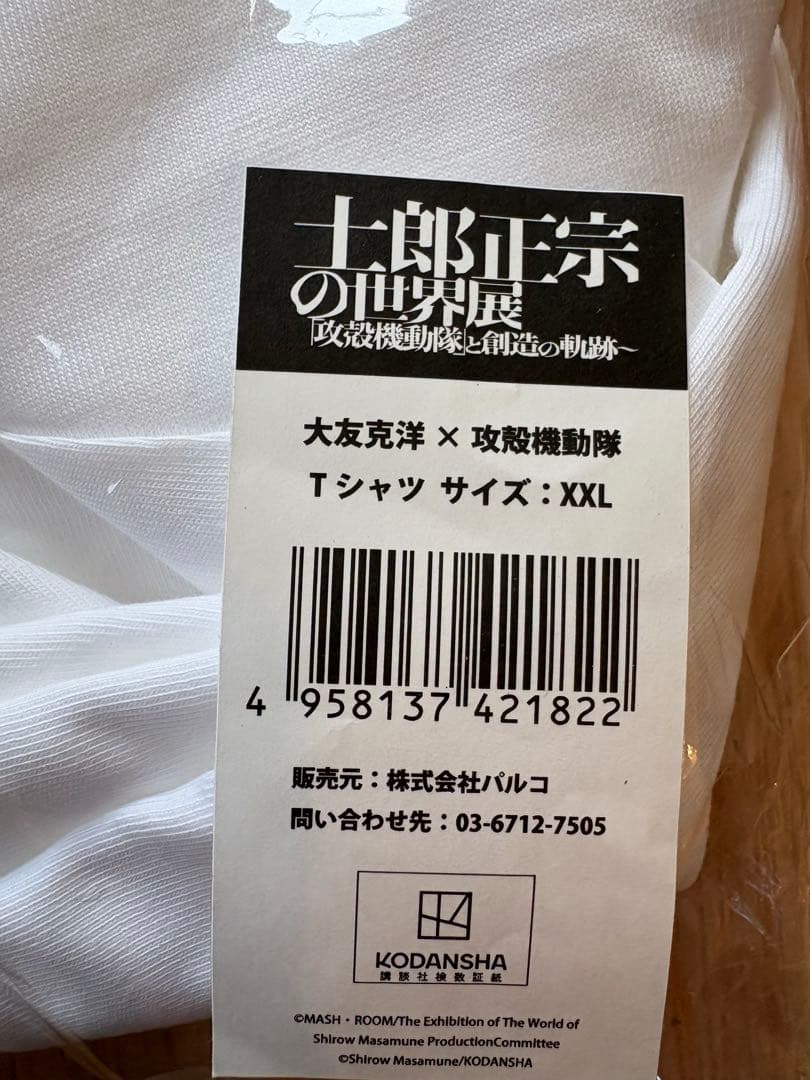 士郎正宗
の世界展
「攻殻機動隊」と創造の軌跡〜
大友克洋 × 攻殻機動隊
Tシャツ サイズ：XXL
4 958137 421822
販売元：株式会社パルコ
問い合わせ先：03-6712-7505
KODANSHA
講談社検数証紙
©MASH・ROOM/The Exhibition of The World of
Shirow Masamune ProductionCommittee
©Shirow Masamune/KODANSHA